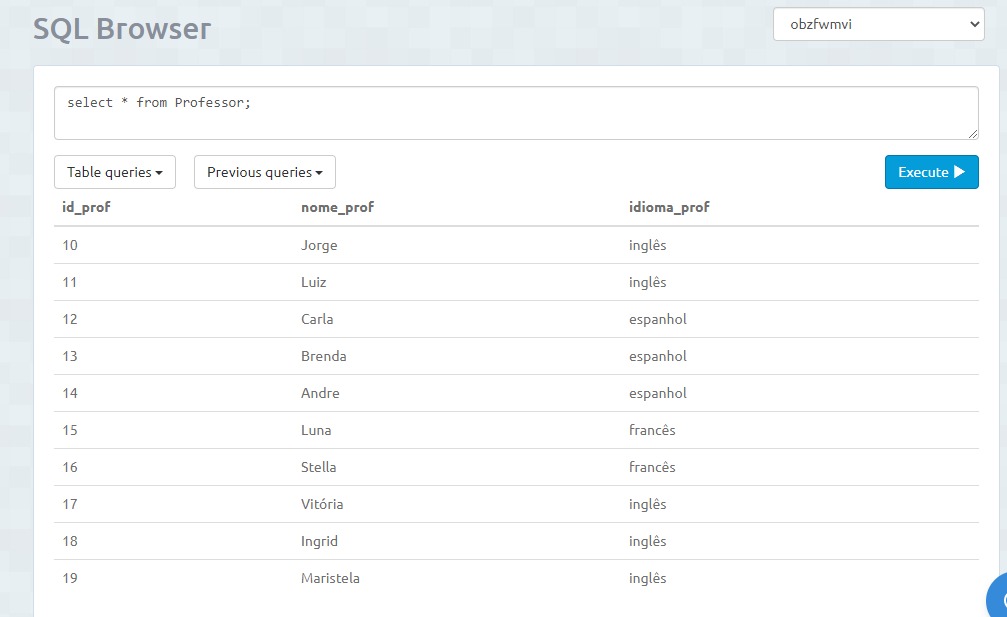 SQL Browser
obzfwmvi
select * from Professor;
Table queries Previous queries Execute
id_prof nome_prof idioma_prof
10 Jorge inglês
11 Luiz inglês
12 Carla espanhol
13 Brenda espanhol
14 Andre espanhol
15 Luna francês
16 Stella francês
17 Vitória inglês
18 Ingrid inglês
19 Maristela inglês